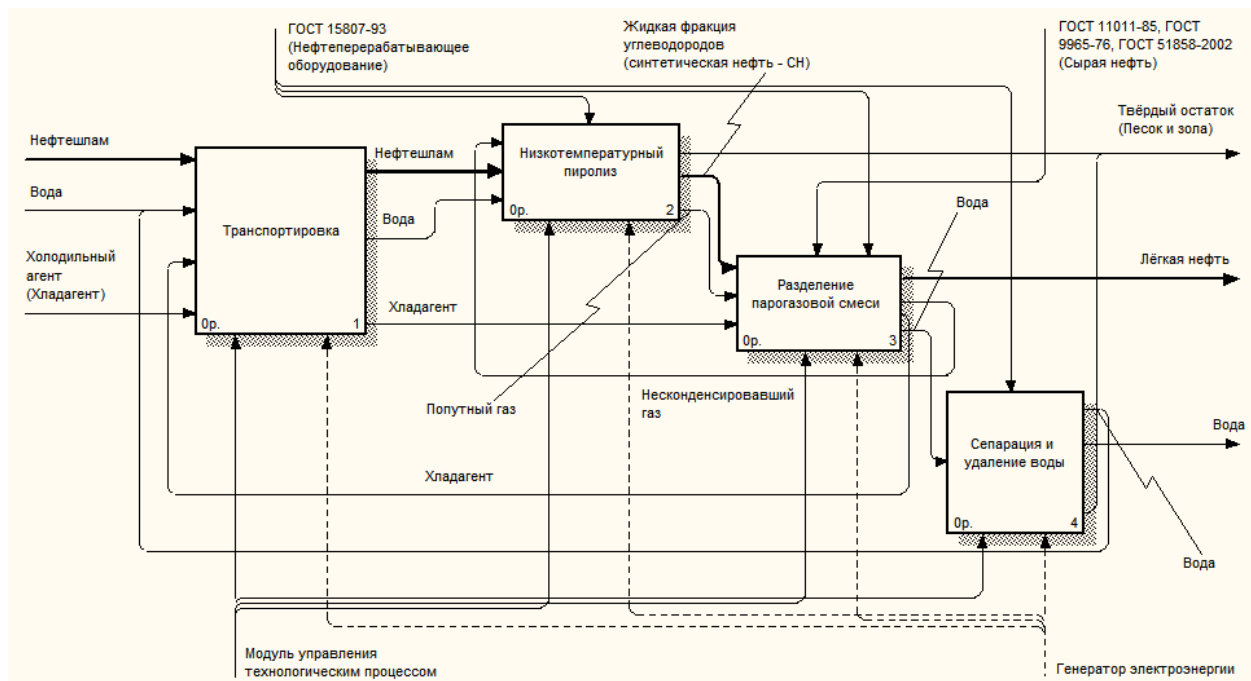 ГОСТ 15807-93
(Нефтеперерабатывающее
оборудование)
Жидкая фракция
углеводородов
(синтетическая нефть - СН)
ГОСТ 11011-85, ГОСТ
9965-76, ГОСТ 51858-2002
(Сырая нефть)
Твёрдый остаток
(Песок и зола)
Нефтешлам
Нефтешлам
Низкотемпературный
пиролиз
0р.
2
Вода
Вода
Вода
Транспортировка
0р.
1
Холодильный
агент
(Хладагент)
Хладагент
Разделение
парогазовой смеси
0р.
3
Лёгкая нефть
Попутный газ
Несконденсировавший
газ
Хладагент
Сепарация и
удаление воды
0р.
4
Вода
Вода
Модуль управления
технологическим процессом
Генератор электроэнергии